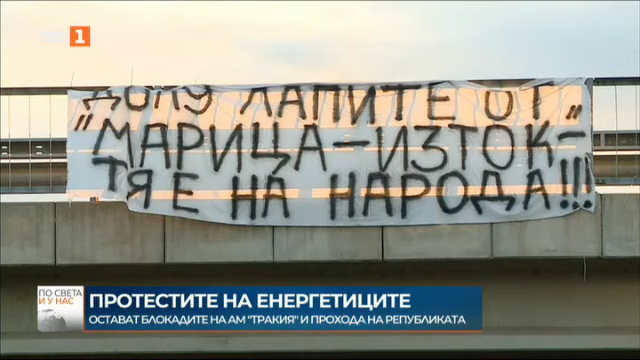 1
ДОЛУ ЛАПИТЕ ОТ
„МАРИЦА-ИЗТОК-
ТЯ Е НА НАРОДА!!!
ПО СВЕТА
И У НАС
ПРОТЕСТИТЕ НА ЕНЕРГЕТИЦИТЕ
ОСТАВАТ БЛОКАДИТЕ НА АМ "ТРАКИЯ" И ПРОХОДА НА РЕПУБЛИКАТА